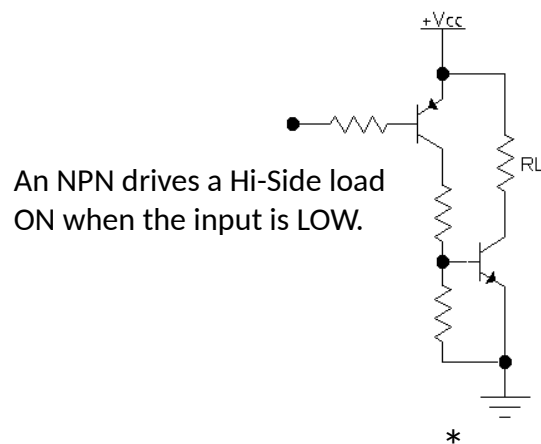 +Vcc
An NPN drives a Hi-Side load
ON when the input is LOW.
RL
*